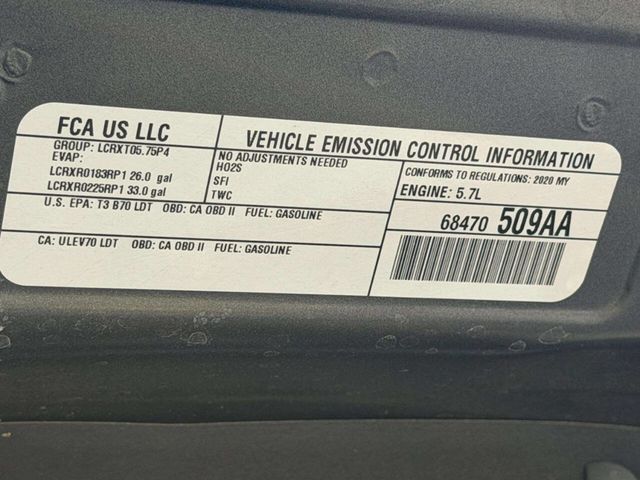 FCA US LLC
GROUP: LCRXT05.75P4
EVAP:
LCRXR0183RP1 26.0 gal
LCRXR0225RP1 33.0 gal
VEHICLE EMISSION CONTROL INFORMATION
NO ADJUSTMENTS NEEDED
HO2S
SFI
TWC
CONFORMS TO REGULATIONS: 2020 MY
ENGINE: 5.7L
U.S. EPA: T3 B70 LDT OBD: CA OBD II FUEL: GASOLINE
CA: ULEV70 LDT OBD: CA OBD II FUEL: GASOLINE
68470 509AA